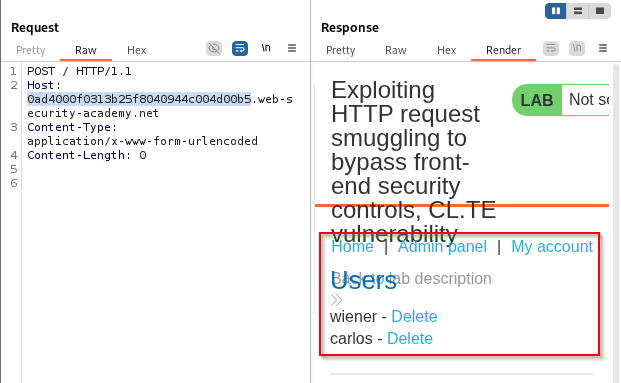 Request
Pretty Raw Hex
\n
1 POST / HTTP/1.1
2 Host:
0ad4000f0313b25f8040944c004d00b5.web-s
ecurity-academy.net
3 Content-Type:
application/x-www-form-urlencoded
4 Content-Length: 0
5
6
Response
Pretty Raw Hex Render
\n
Exploiting
HTTP request
smuggling to
bypass front-
end security
controls, CL.TE
vulnerability
LAB Not so
Home | Admin panel | My account
Back to lab description
Users
wiener - Delete
carlos - Delete